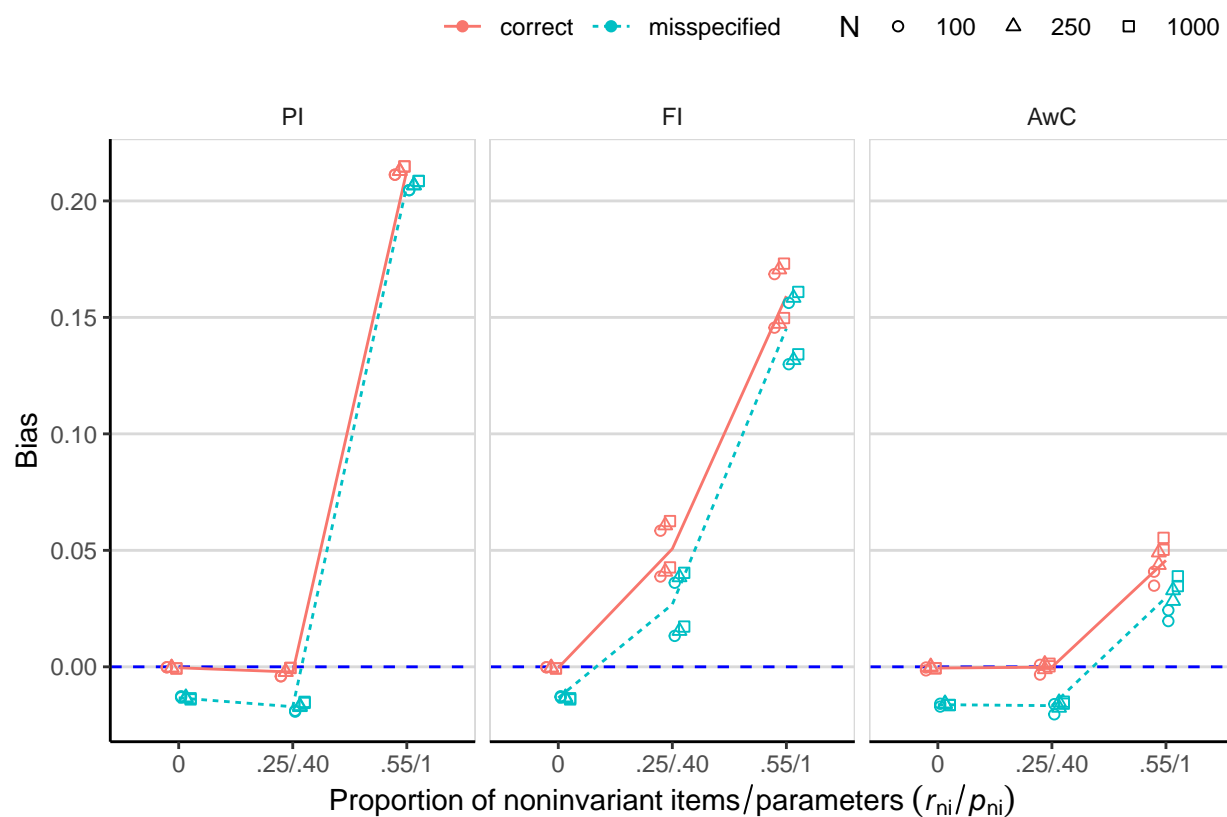 correct misspecified N 100 250 1000
PI FI AwC
Bias
0.20
0.15
0.10
0.05
0.00
0 .25/.40 .55/1 0 .25/.40 .55/1 0 .25/.40 .55/1
Proportion of noninvariant items/parameters (r_ni/p_ni)